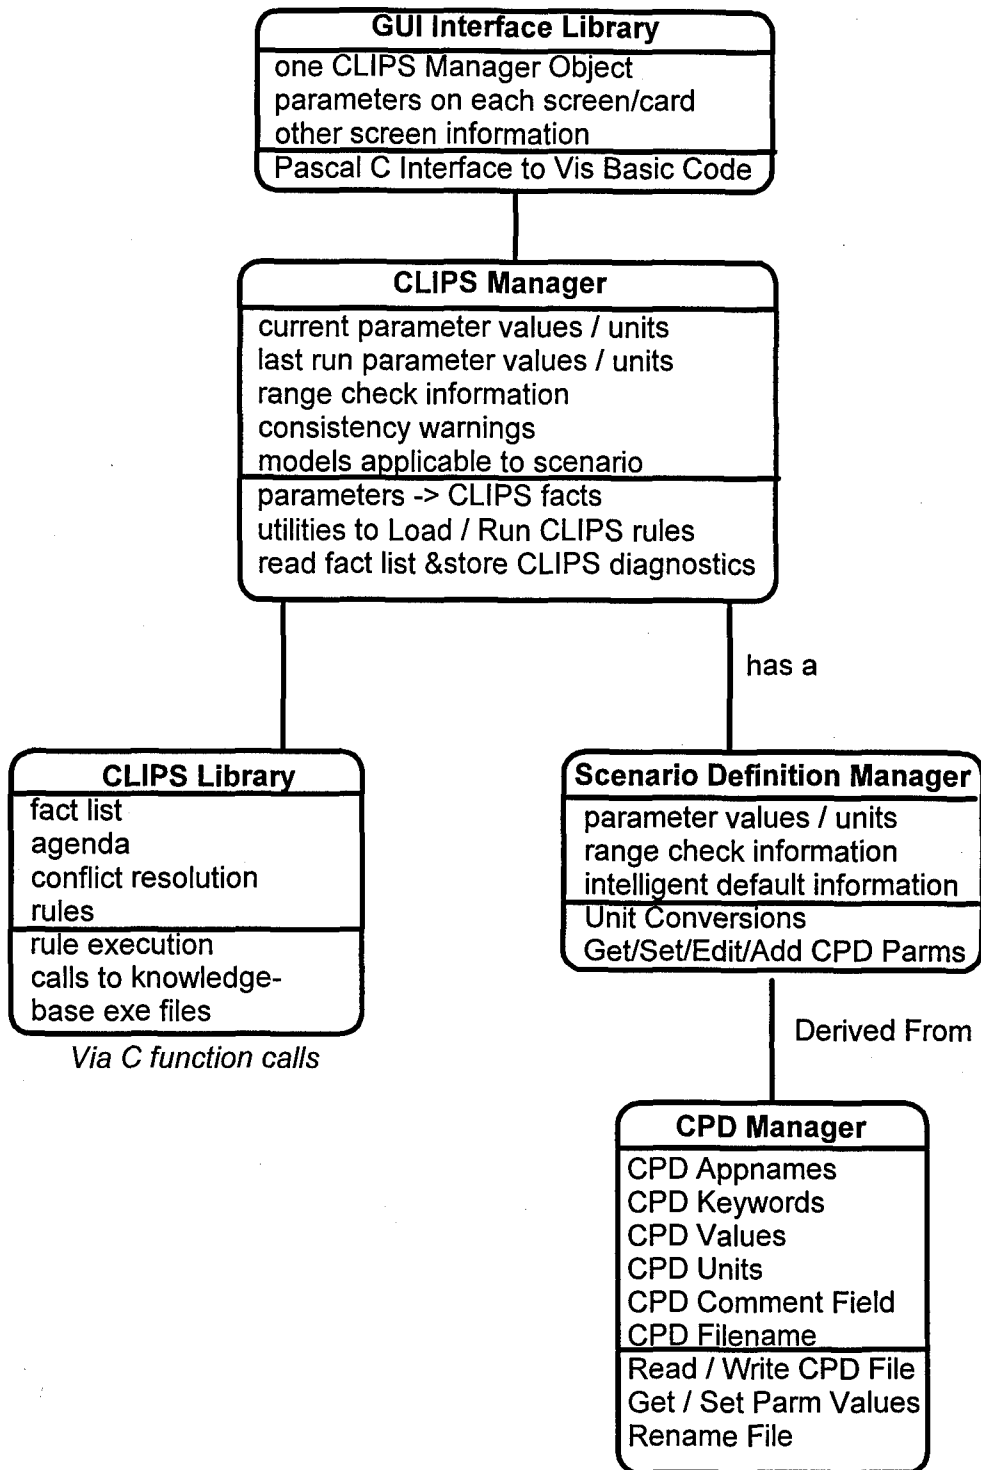 GUI Interface Library
one CLIPS Manager Object
parameters on each screen/card
other screen information
Pascal C Interface to Vis Basic Code
CLIPS Manager
current parameter values / units
last run parameter values / units
range check information
consistency warnings
models applicable to scenario
parameters -> CLIPS facts
utilities to Load / Run CLIPS rules
read fact list &store CLIPS diagnostics
has a
CLIPS Library
fact list
agenda
conflict resolution
rules
rule execution
calls to knowledge-
base exe files
Via C function calls
Scenario Definition Manager
parameter values / units
range check information
intelligent default information
Unit Conversions
Get/Set/Edit/Add CPD Parms
Derived From
CPD Manager
CPD Appnames
CPD Keywords
CPD Values
CPD Units
CPD Comment Field
CPD Filename
Read / Write CPD File
Get / Set Parm Values
Rename File